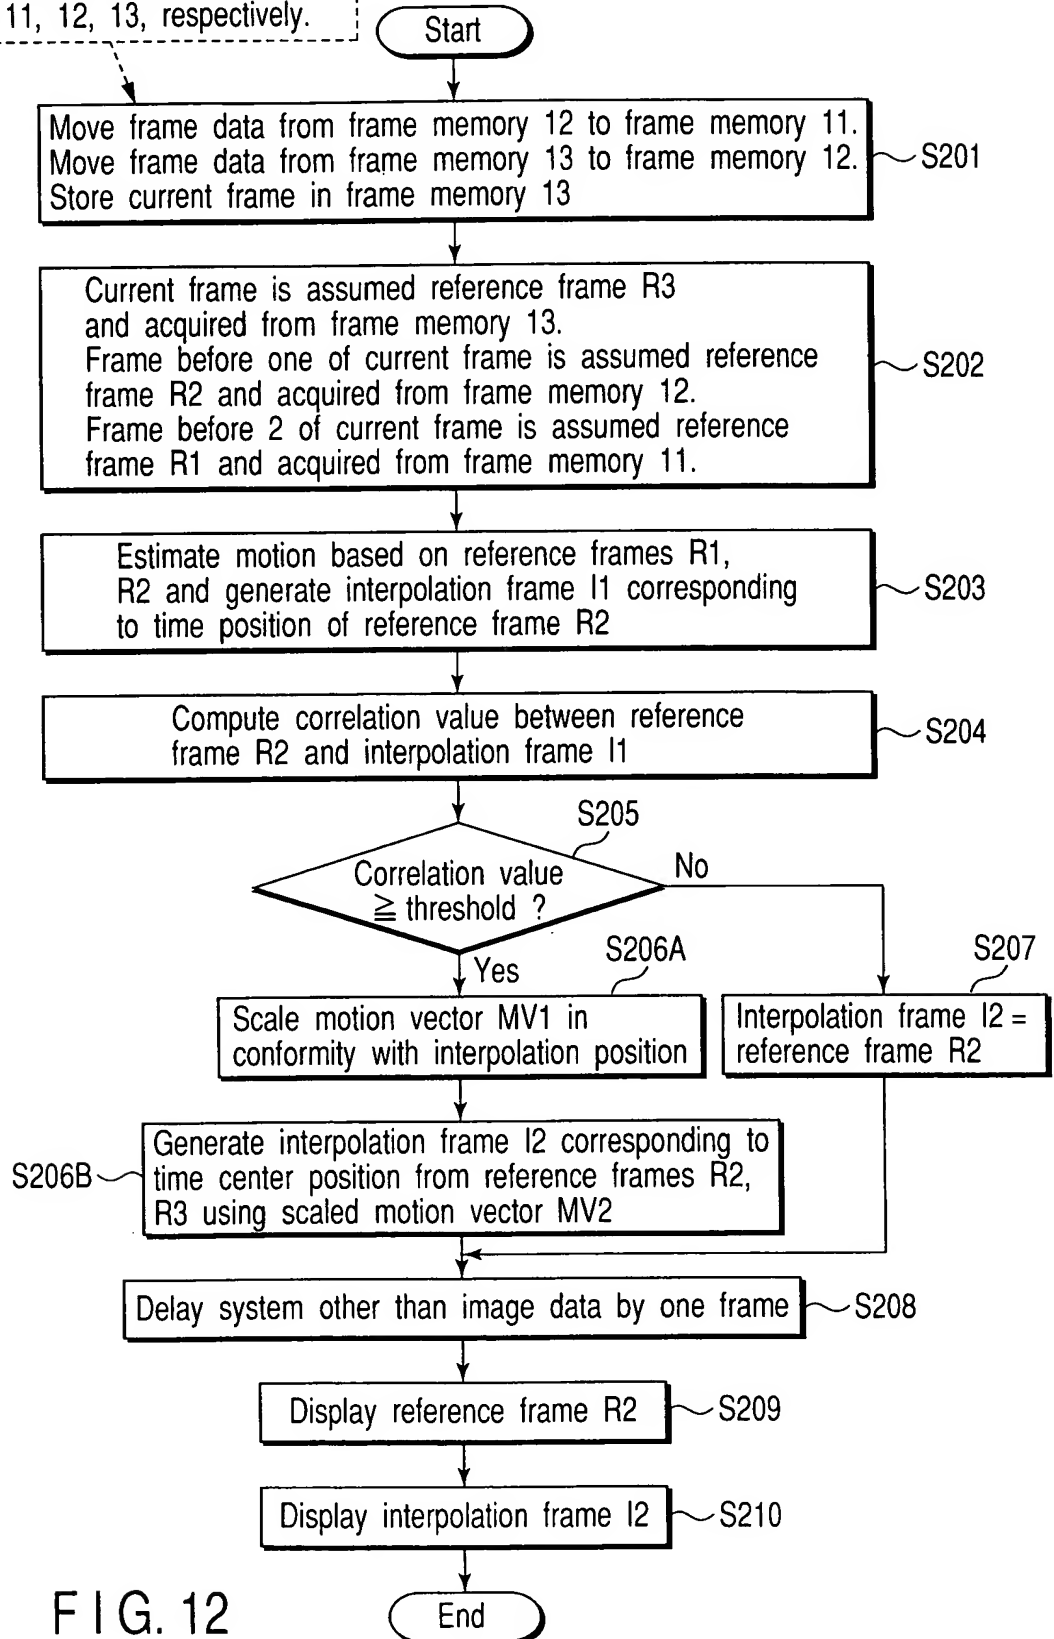 11, 12, 13, respectively.
Start
Move frame data from frame memory 12 to frame memory 11.
Move frame data from frame memory 13 to frame memory 12.
Store current frame in frame memory 13
S201
Current frame is assumed reference frame R3
and acquired from frame memory 13.
Frame before one of current frame is assumed reference
frame R2 and acquired from frame memory 12.
Frame before 2 of current frame is assumed reference
frame R1 and acquired from frame memory 11.
S202
Estimate motion based on reference frames R1,
R2 and generate interpolation frame I1 corresponding
to time position of reference frame R2
S203
Compute correlation value between reference
frame R2 and interpolation frame I1
S204
S205
Correlation value
≧ threshold ?
No
Yes
S206A
Scale motion vector MV1 in
conformity with interpolation position
S207
Interpolation frame I2 =
reference frame R2
S206B
Generate interpolation frame I2 corresponding to
time center position from reference frames R2,
R3 using scaled motion vector MV2
Delay system other than image data by one frame
S208
Display reference frame R2
S209
Display interpolation frame I2
S210
End
FIG. 12